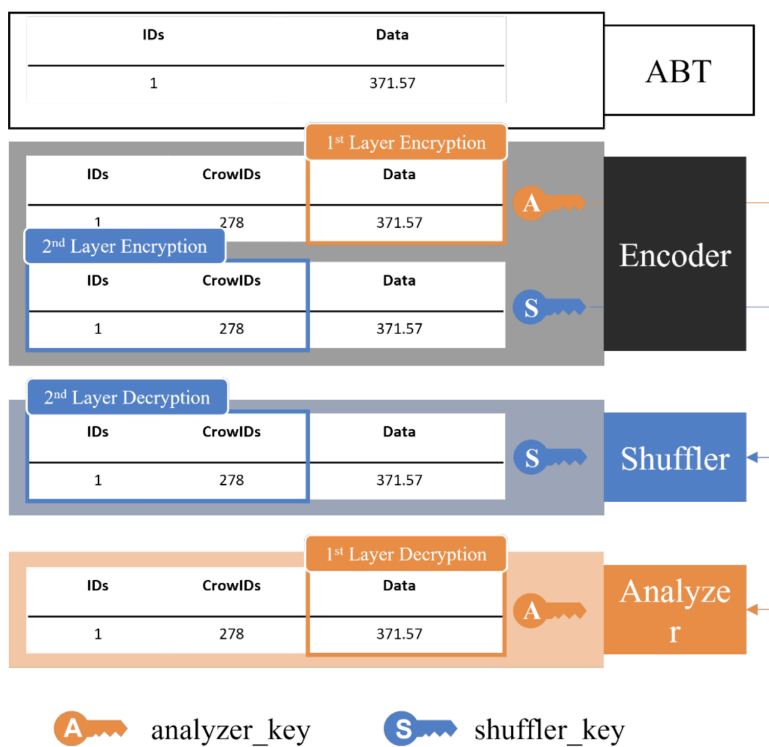 IDs Data
1 371.57
ABT
1st Layer Encryption
IDs CrowIDs Data
A
1 278 371.57
2nd Layer Encryption
Encoder
IDs CrowIDs Data
S
1 278 371.57
2nd Layer Decryption
IDs CrowIDs Data
S
Shuffler
1 278 371.57
1st Layer Decryption
IDs CrowIDs Data
A
Analyze
r
1 278 371.57
A analyzer_key S shuffler_key